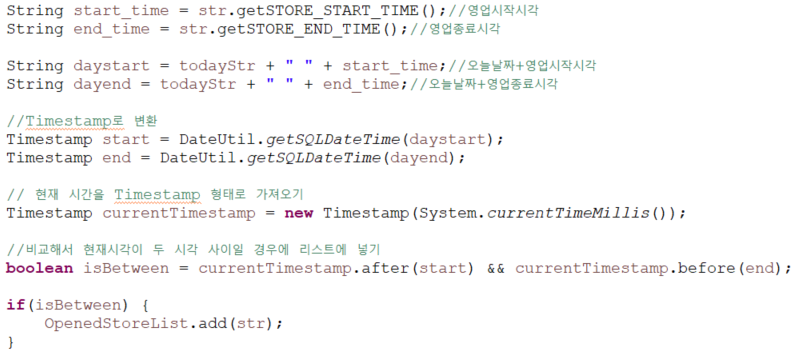 String start_time = str.getSTORE_START_TIME();//영업시작시각
String end_time = str.getSTORE_END_TIME();//영업종료시각
String daystart = todayStr + " " + start_time;//오늘날짜+영업시작시각
String dayend = todayStr + " " + end_time;//오늘날짜+영업종료시각
//Timestamp로 변환
Timestamp start = DateUtil.getSQLDateTime(daystart);
Timestamp end = DateUtil.getSQLDateTime(dayend);
// 현재 시간을 Timestamp 형태로 가져오기
Timestamp currentTimestamp = new Timestamp(System.currentTimeMillis());
//비교해서 현재시각이 두 시각 사이일 경우에 리스트에 넣기
boolean isBetween = currentTimestamp.after(start) && currentTimestamp.before(end);
if(isBetween) {
    OpenedStoreList.add(str);
}